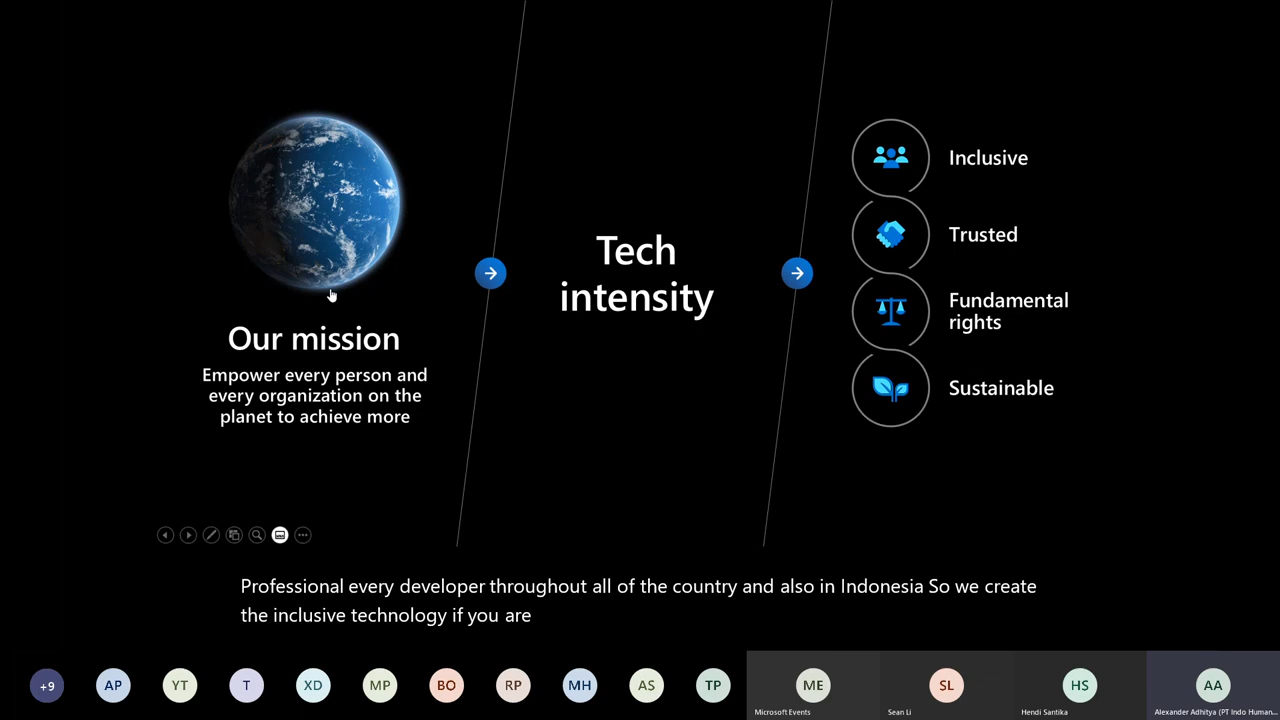 Our mission
Empower every person and
every organization on the
planet to achieve more
Tech
intensity
Inclusive
Trusted
Fundamental
rights
Sustainable
Professional every developer throughout all of the country and also in Indonesia So we create
the inclusive technology if you are
+9
AP
YT
T
XD
MP
BO
RP
MH
AS
TP
ME
Microsoft Events
SL
Sean Li
HS
Hendi Santika
AA
Alexander Adhitya (PT Indo Human...